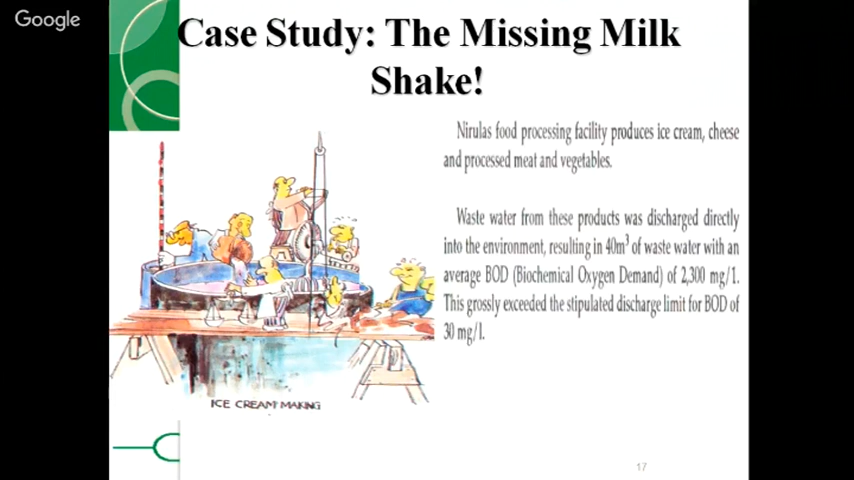 Google
Case Study: The Missing Milk
Shake!
Nirulas food processing facility produces ice cream, cheese
and processed meat and vegetables.
Waste water from these products was discharged directly
into the environment, resulting in 40m³ of waste water with an
average BOD (Biochemical Oxygen Demand) of 2,300 mg/l.
This grossly exceeded the stipulated discharge limit for BOD of
30 mg/l.
ICE CREAM MAKING
17